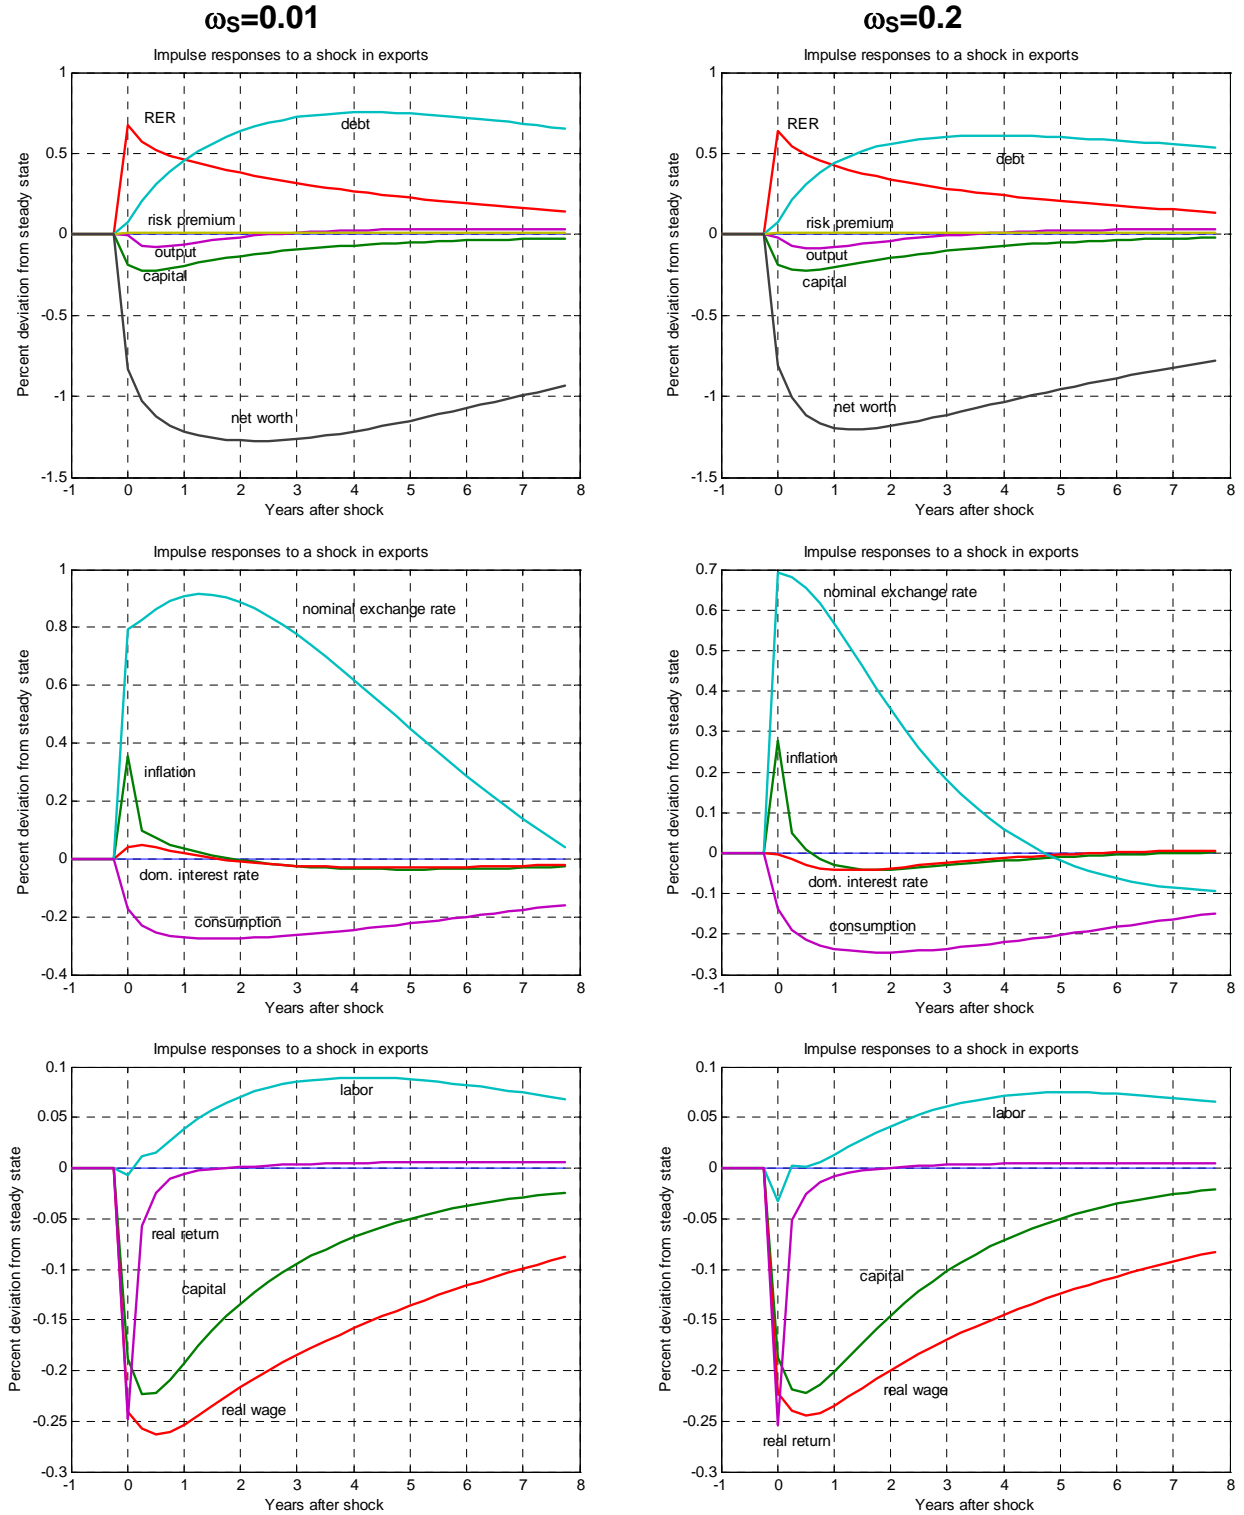 ωS=0.01
ωS=0.2
Impulse responses to a shock in exports
Percent deviation from steady state
1
0.5
0
-0.5
-1
-1.5
RER
debt
risk premium
output
capital
net worth
-1 0 1 2 3 4 5 6 7 8
Years after shock
Impulse responses to a shock in exports
Percent deviation from steady state
1
0.5
0
-0.5
-1
-1.5
RER
debt
risk premium
output
capital
net worth
-1 0 1 2 3 4 5 6 7 8
Years after shock
Impulse responses to a shock in exports
Percent deviation from steady state
1
0.8
0.6
0.4
0.2
0
-0.2
-0.4
nominal exchange rate
inflation
dom. interest rate
consumption
-1 0 1 2 3 4 5 6 7 8
Years after shock
Impulse responses to a shock in exports
Percent deviation from steady state
0.7
0.6
0.5
0.4
0.3
0.2
0.1
0
-0.1
-0.2
-0.3
nominal exchange rate
inflation
dom. interest rate
consumption
-1 0 1 2 3 4 5 6 7 8
Years after shock
Impulse responses to a shock in exports
Percent deviation from steady state
0.1
0.05
0
-0.05
-0.1
-0.15
-0.2
-0.25
-0.3
labor
real return
capital
real wage
-1 0 1 2 3 4 5 6 7 8
Years after shock
Impulse responses to a shock in exports
Percent deviation from steady state
0.1
0.05
0
-0.05
-0.1
-0.15
-0.2
-0.25
-0.3
labor
capital
real wage
real return
-1 0 1 2 3 4 5 6 7 8
Years after shock